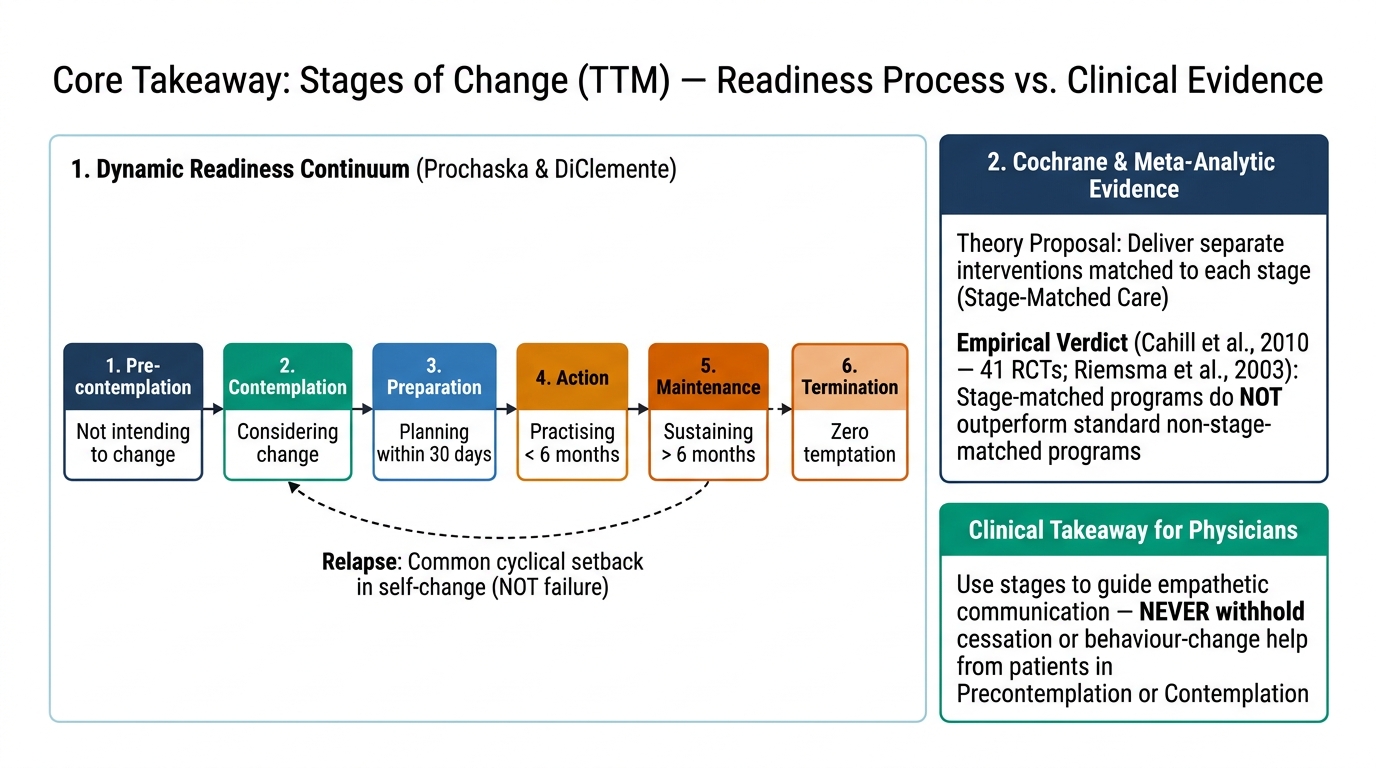 Core Takeaway: Stages of Change (TTM) — Readiness Process vs. Clinical Evidence
1. Dynamic Readiness Continuum (Prochaska & DiClemente)
1. Pre-
contemplation
Not intending
to change
2.
Contemplation
Considering
change
3.
Preparation
Planning
within 30 days
4. Action
Practising
< 6 months
5.
Maintenance
Sustaining
> 6 months
6.
Termination
Zero
temptation
Relapse: Common cyclical setback
in self-change (NOT failure)
2. Cochrane & Meta-Analytic
Evidence
Theory Proposal: Deliver separate
interventions matched to each stage
(Stage-Matched Care)
Empirical Verdict (Cahill et al., 2010
— 41 RCTs; Riemsma et al., 2003):
Stage-matched programs do NOT
outperform standard non-stage-
matched programs
Clinical Takeaway for Physicians
Use stages to guide empathetic
communication — NEVER withhold
cessation or behaviour-change help
from patients in
Precontemplation or Contemplation